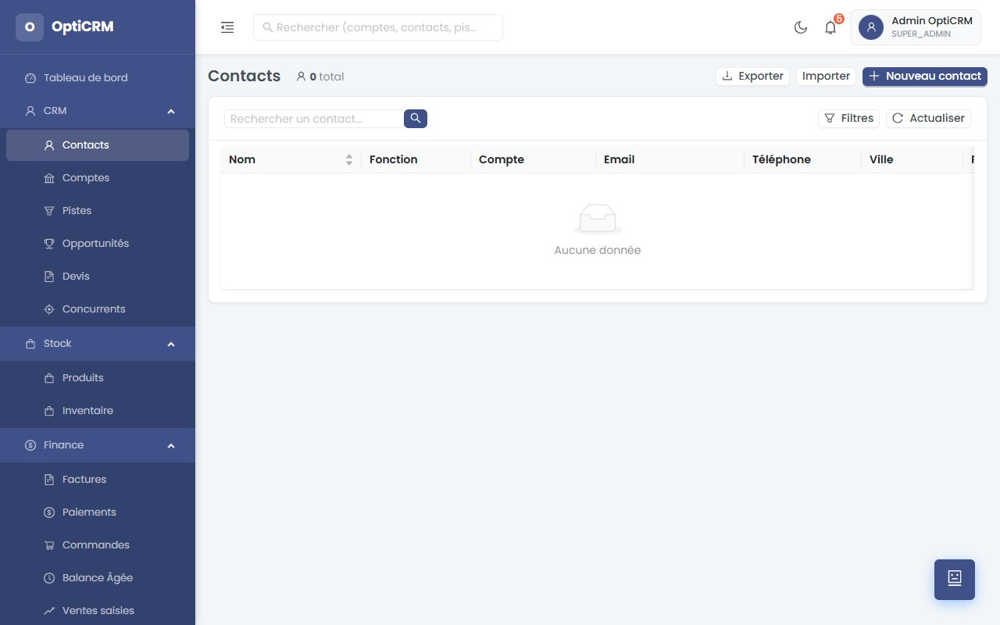 O OptiCRM
Rechercher (comptes, contacts, pis...
5
Admin OptiCRM
SUPER_ADMIN
Tableau de bord
CRM
Contacts
Comptes
Pistes
Opportunités
Devis
Concurrents
Stock
Produits
Inventaire
Finance
Factures
Paiements
Commandes
Balance Âgée
Ventes saisies
Contacts 0 total
Exporter Importer Nouveau contact
Rechercher un contact...
Filtres Actualiser
Nom Fonction Compte Email Téléphone Ville
Aucune donnée